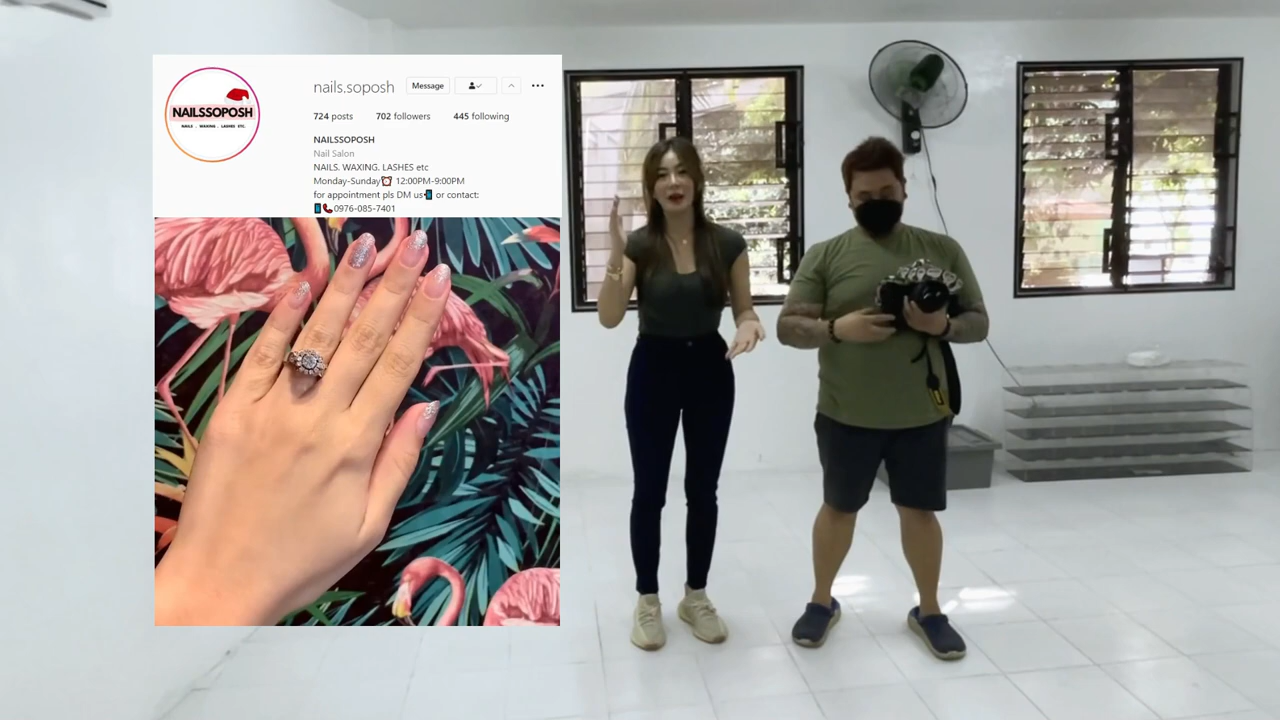 NAILSSOPOSH
NAILS . WAXING . LASHES ETC.
nails.soposh Message
724 posts 702 followers 445 following
NAILSSOPOSH
Nail Salon
NAILS. WAXING. LASHES etc
Monday-Sunday⏰ 12:00PM-9:00PM
for appointment pls DM us📲 or contact:
📱📞0976-085-7401